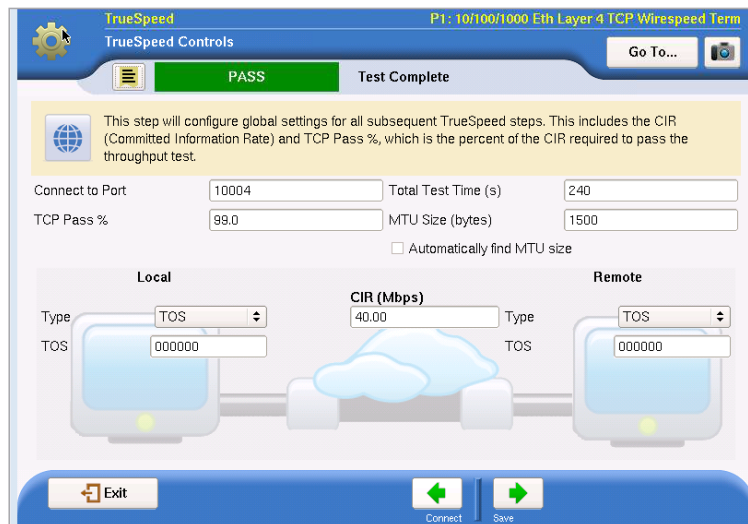 TrueSpeed
P1: 10/100/1000 Eth Layer 4 TCP Wirespeed Term
TrueSpeed Controls
Go To...
PASS
Test Complete
This step will configure global settings for all subsequent TrueSpeed steps. This includes the CIR
(Committed Information Rate) and TCP Pass %, which is the percent of the CIR required to pass the
throughput test.
Connect to Port 10004 Total Test Time (s) 240
TCP Pass % 99.0 MTU Size (bytes) 1500
Automatically find MTU size
Local Remote
CIR (Mbps)
Type TOS 40.00 Type TOS
TOS 000000 TOS 000000
Exit
Connect Save